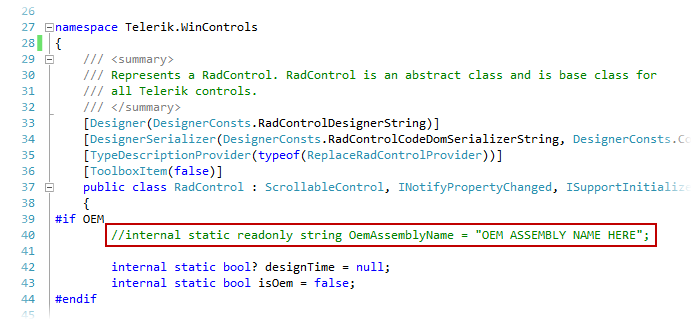 26
27 namespace Telerik.WinControls
28 {
29 /// <summary>
30 /// Represents a RadControl. RadControl is an abstract class and is base class for
31 /// all Telerik controls.
32 /// </summary>
33 [Designer(DesignerConsts.RadControlDesignerString)]
34 [DesignerSerializer(DesignerConsts.RadControlCodeDomSerializerString, DesignerConsts.Co
35 [TypeDescriptionProvider(typeof(ReplaceRadControlProvider))]
36 [ToolboxItem(false)]
37 public class RadControl : ScrollableControl, INotifyPropertyChanged, ISupportInitialize
38 {
39 #if OEM
40 //internal static readonly string OemAssemblyName = "OEM ASSEMBLY NAME HERE";
41
42 internal static bool? designTime = null;
43 internal static bool isOem = false;
44 #endif
45